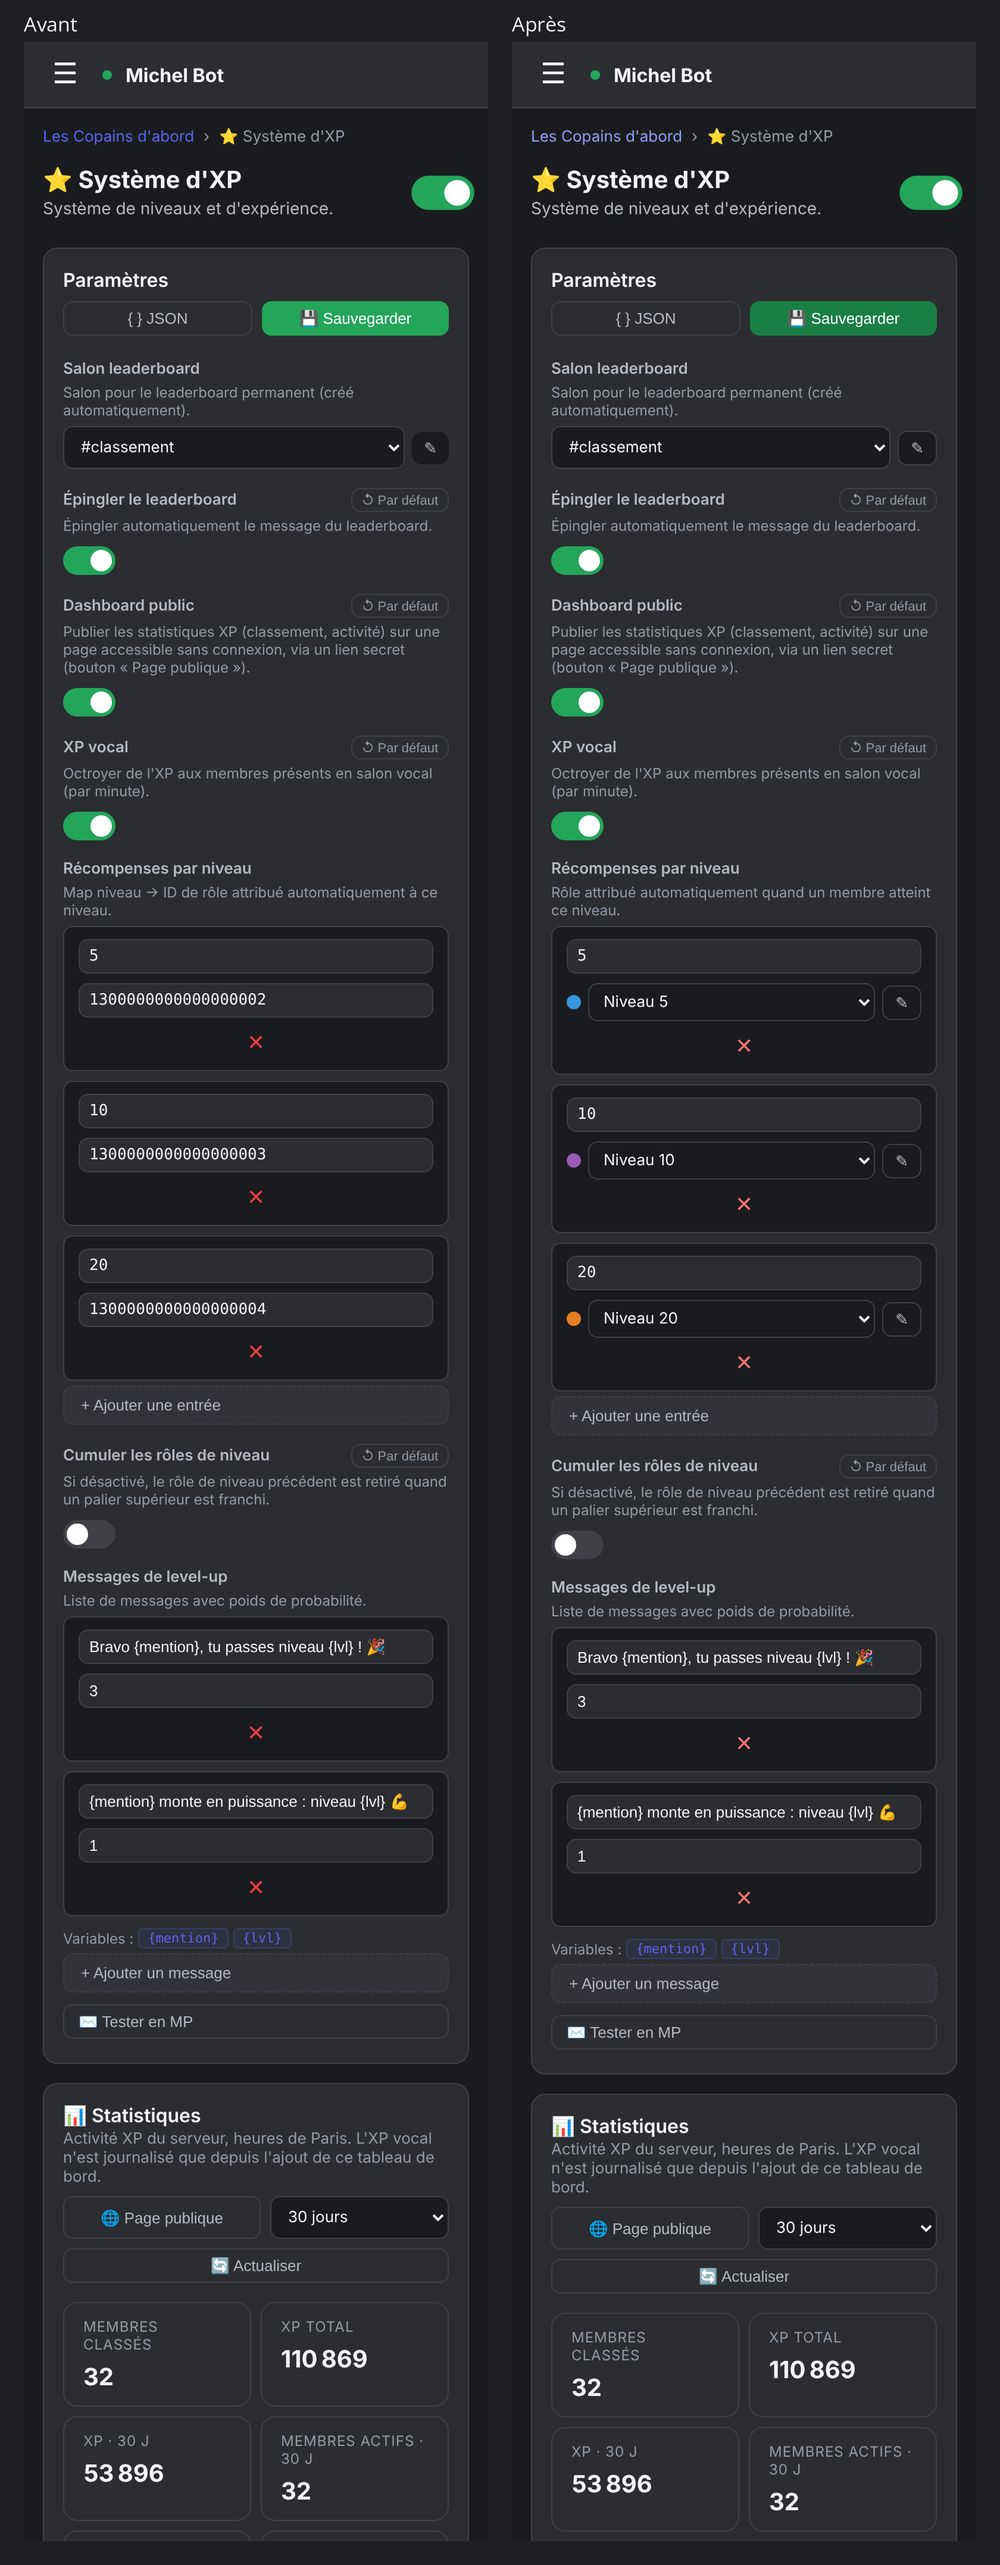 Avant
☰ Michel Bot
Les Copains d'abord › ⭐ Système d'XP
⭐ Système d'XP
Système de niveaux et d'expérience.
Paramètres
{ } JSON
💾 Sauvegarder
Salon leaderboard
Salon pour le leaderboard permanent (créé
automatiquement).
#classement ✎
Épingler le leaderboard
↺ Par défaut
Épingler automatiquement le message du leaderboard.
Dashboard public
↺ Par défaut
Publier les statistiques XP (classement, activité) sur une
page accessible sans connexion, via un lien secret
(bouton « Page publique »).
XP vocal
↺ Par défaut
Octroyer de l'XP aux membres présents en salon vocal
(par minute).
Récompenses par niveau
Map niveau → ID de rôle attribué automatiquement à ce
niveau.
5
1300000000000000002
✕
10
1300000000000000003
✕
20
1300000000000000004
✕
+ Ajouter une entrée
Cumuler les rôles de niveau
↺ Par défaut
Si désactivé, le rôle de niveau précédent est retiré quand
un palier supérieur est franchi.
Messages de level-up
Liste de messages avec poids de probabilité.
Bravo {mention}, tu passes niveau {lvl} ! 🎉
3
✕
{mention} monte en puissance : niveau {lvl} 💪
1
✕
Variables : {mention} {lvl}
+ Ajouter un message
✉️ Tester en MP
📊 Statistiques
Activité XP du serveur, heures de Paris. L'XP vocal
n'est journalisé que depuis l'ajout de ce tableau de
bord.
🌐 Page publique
30 jours
🔄 Actualiser
MEMBRES
CLASSÉS
32
XP TOTAL
110 869
XP · 30 J
53 896
MEMBRES ACTIFS ·
30 J
32
Après
☰ Michel Bot
Les Copains d'abord › ⭐ Système d'XP
⭐ Système d'XP
Système de niveaux et d'expérience.
Paramètres
{ } JSON
💾 Sauvegarder
Salon leaderboard
Salon pour le leaderboard permanent (créé
automatiquement).
#classement ✎
Épingler le leaderboard
↺ Par défaut
Épingler automatiquement le message du leaderboard.
Dashboard public
↺ Par défaut
Publier les statistiques XP (classement, activité) sur une
page accessible sans connexion, via un lien secret
(bouton « Page publique »).
XP vocal
↺ Par défaut
Octroyer de l'XP aux membres présents en salon vocal
(par minute).
Récompenses par niveau
Rôle attribué automatiquement quand un membre atteint
ce niveau.
5
Niveau 5 ✎
✕
10
Niveau 10 ✎
✕
20
Niveau 20 ✎
✕
+ Ajouter une entrée
Cumuler les rôles de niveau
↺ Par défaut
Si désactivé, le rôle de niveau précédent est retiré quand
un palier supérieur est franchi.
Messages de level-up
Liste de messages avec poids de probabilité.
Bravo {mention}, tu passes niveau {lvl} ! 🎉
3
✕
{mention} monte en puissance : niveau {lvl} 💪
1
✕
Variables : {mention} {lvl}
+ Ajouter un message
✉️ Tester en MP
📊 Statistiques
Activité XP du serveur, heures de Paris. L'XP vocal
n'est journalisé que depuis l'ajout de ce tableau de
bord.
🌐 Page publique
30 jours
🔄 Actualiser
MEMBRES
CLASSÉS
32
XP TOTAL
110 869
XP · 30 J
53 896
MEMBRES ACTIFS ·
30 J
32